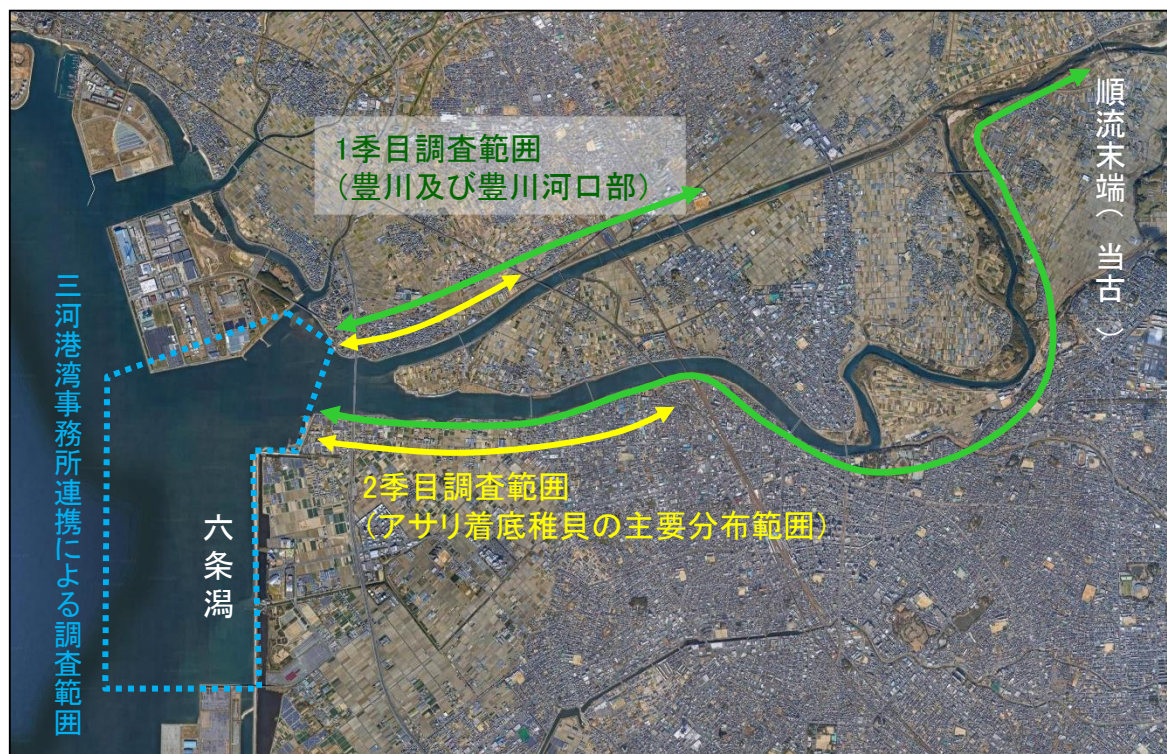 1季目調査範囲
（豊川及び豊川河口部）
順流末端（当古）
三河港湾事務所連携による調査範囲
六条潟
2季目調査範囲
（アサリ着底稚貝の主要分布範囲）